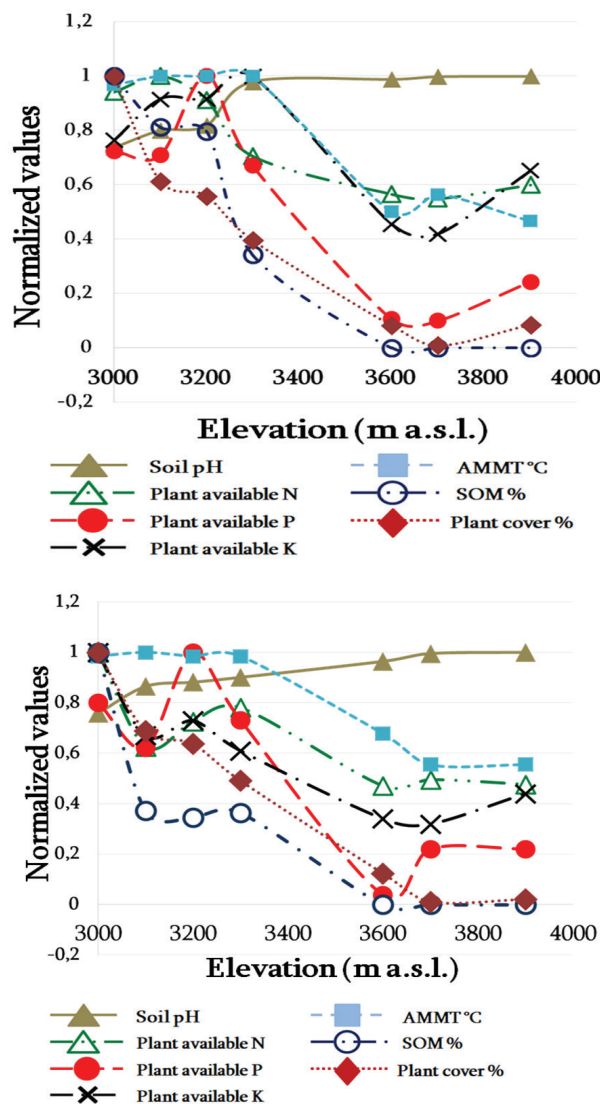 1,2
1
0,8
0,6
0,4
0,2
0
-0,2
Normalized values
3000 3200 3400 3600 3800 4000
Elevation (m a.s.l.)
Soil pH
AMMT °C
Plant available N
SOM %
Plant available P
Plant cover %
Plant available K
1,2
1
0,8
0,6
0,4
0,2
0
-0,2
Normalized values
3000 3200 3400 3600 3800 4000
Elevation (m a.s.l.)
Soil pH
AMMT °C
Plant available N
SOM %
Plant available P
Plant cover %
Plant available K